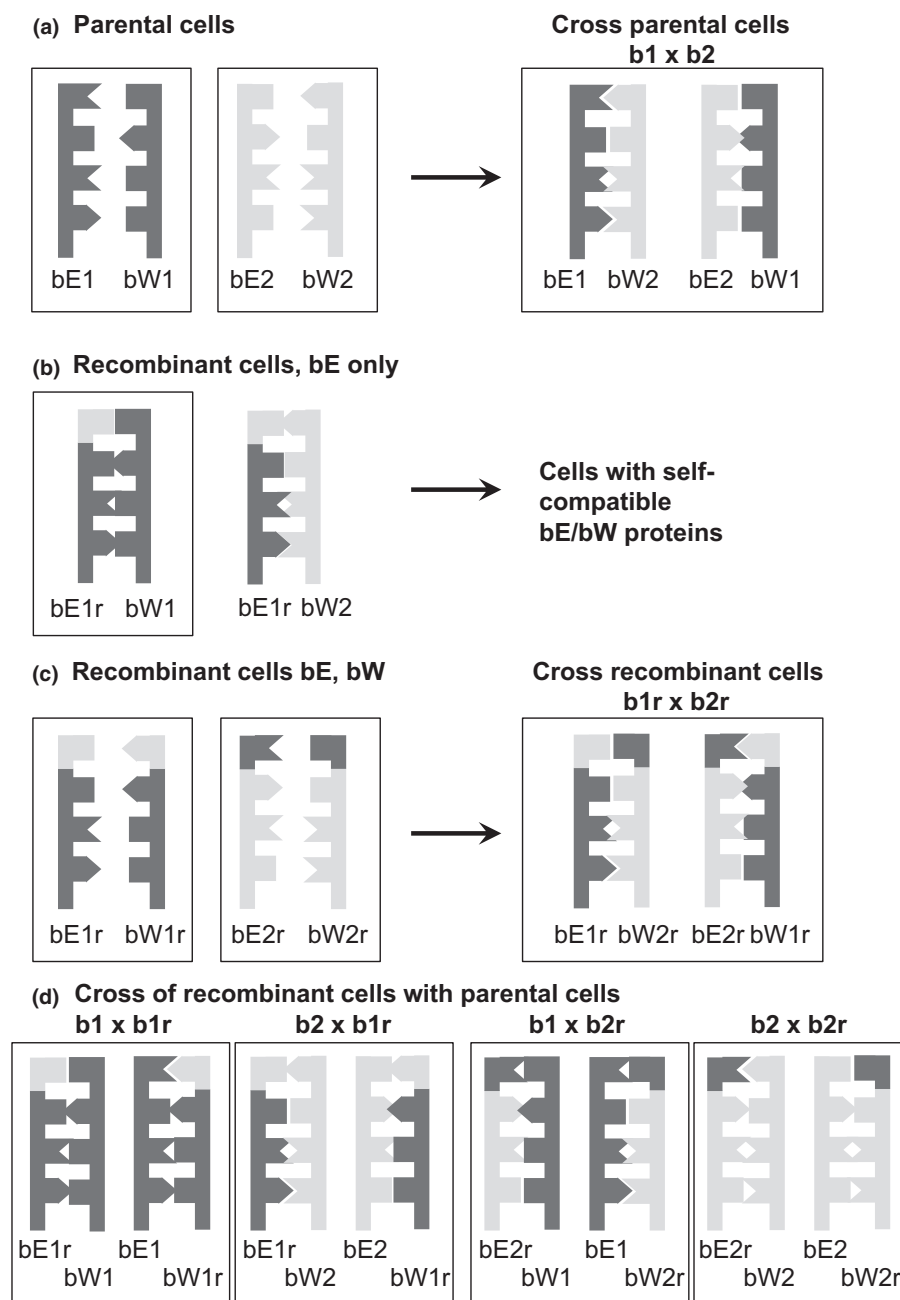 (a) Parental cells
Cross parental cells
b1 x b2
bE1 bW1
bE2 bW2
bE1 bW2
bE2 bW1
(b) Recombinant cells, bE only
Cells with self-
compatible
bE/bW proteins
bE1r bW1
bE1r bW2
(c) Recombinant cells bE, bW
Cross recombinant cells
b1r x b2r
bE1r bW1r
bE2r bW2r
bE1r bW2r
bE2r bW1r
(d) Cross of recombinant cells with parental cells
b1 x b1r
b2 x b1r
b1 x b2r
b2 x b2r
bE1r bE1
bW1 bW1r
bE1r bE2
bW2 bW1r
bE2r bE1
bW1 bW2r
bE2r bE2
bW2 bW2r